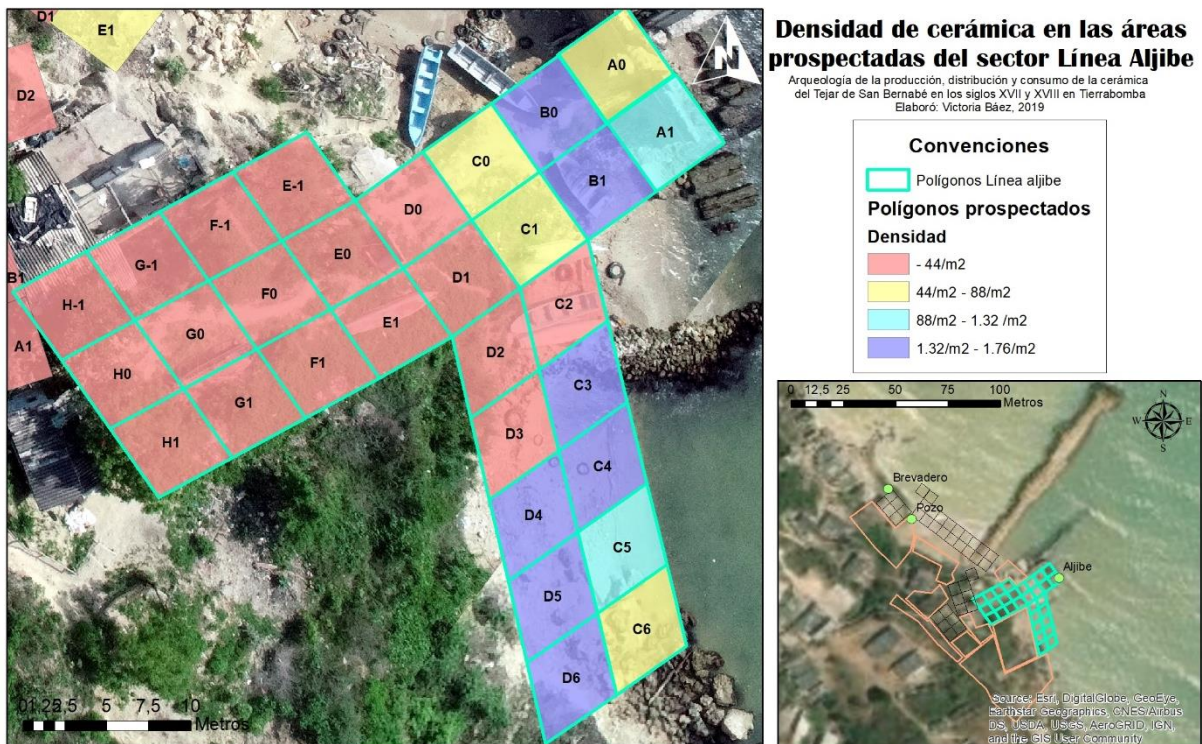 Densidad de cerámica en las áreas
prospectadas del sector Línea Aljibe
Arqueología de la producción, distribución y consumo de la cerámica
del Tejar de San Bernabé en los siglos XVII y XVIII en Tierrabomba
Elaboró: Victoria Báez, 2019
Convenciones
Polígonos Línea aljibe
Polígonos prospectados
Densidad
- 44/m2
44/m2 - 88/m2
88/m2 - 1.32 /m2
1.32/m2 - 1.76/m2
D1
E1
D2
B1
A1
N
A0
B0
A1
C0
B1
E-1
D0
C1
F-1
E0
D1
C2
G-1
F0
H-1
E1
D2
G0
F1
C3
H0
G1
D3
H1
C4
D4
C5
D5
C6
D6
01,252,5 5 7,5 10
Metros
0 12,5 25 50 75 100
Metros
N
W E
S
Brevadero
Pozo
Aljibe
Source: Esri, DigitalGlobe, GeoEye,
Earthstar Geographics, CNES/Airbus
DS, USDA, USGS, AeroGRID, IGN,
and the GIS User Community